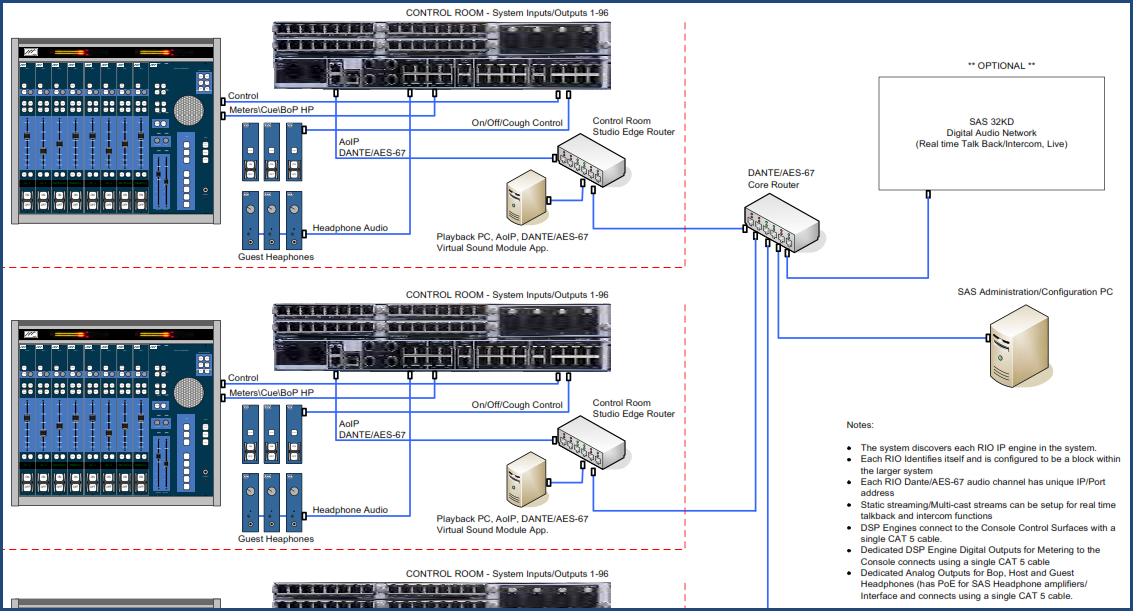 CONTROL ROOM - System Inputs/Outputs 1-96
Control
Meters\Cue\BoP HP
On/Off/Cough Control
AoIP
DANTE/AES-67
Control Room
Studio Edge Router
Headphone Audio
Guest Heaphones
Playback PC, AoIP, DANTE/AES-67
Virtual Sound Module App.
DANTE/AES-67
Core Router
** OPTIONAL **
SAS 32KD
Digital Audio Network
(Real time Talk Back/Intercom, Live)
SAS Administration/Configuration PC
CONTROL ROOM - System Inputs/Outputs 1-96
Control
Meters\Cue\BoP HP
On/Off/Cough Control
AoIP
DANTE/AES-67
Control Room
Studio Edge Router
Headphone Audio
Guest Heaphones
Playback PC, AoIP, DANTE/AES-67
Virtual Sound Module App.
CONTROL ROOM - System Inputs/Outputs 1-96
Notes:
• The system discovers each RIO IP engine in the system.
• Each RIO Identifies itself and is configured to be a block within
the larger system
• Each RIO Dante/AES-67 audio channel has unique IP/Port
address
• Static streaming/Multi-cast streams can be setup for real time
talkback and intercom functions
• DSP Engines connect to the Console Control Surfaces with a
single CAT 5 cable.
• Dedicated DSP Engine Digital Outputs for Metering to the
Console connects using a single CAT 5 cable
• Dedicated Analog Outputs for Bop, Host and Guest
Headphones (has PoE for SAS Headphone amplifiers/
Interface and connects using a single CAT 5 cable.